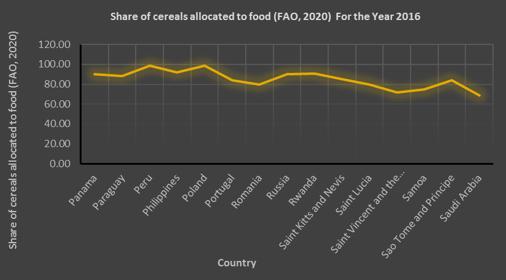 Share of cereals allocated to food (FAO, 2020)  For the Year 2016
Share of cereals allocated to food (FAO, 2020)
120.00
100.00
80.00
60.00
40.00
20.00
0.00
Panama
Paraguay
Peru
Philippines
Poland
Portugal
Romania
Russia
Rwanda
Saint Kitts and Nevis
Saint Lucia
Saint Vincent and the...
Samoa
Sao Tome and Principe
Saudi Arabia
Country